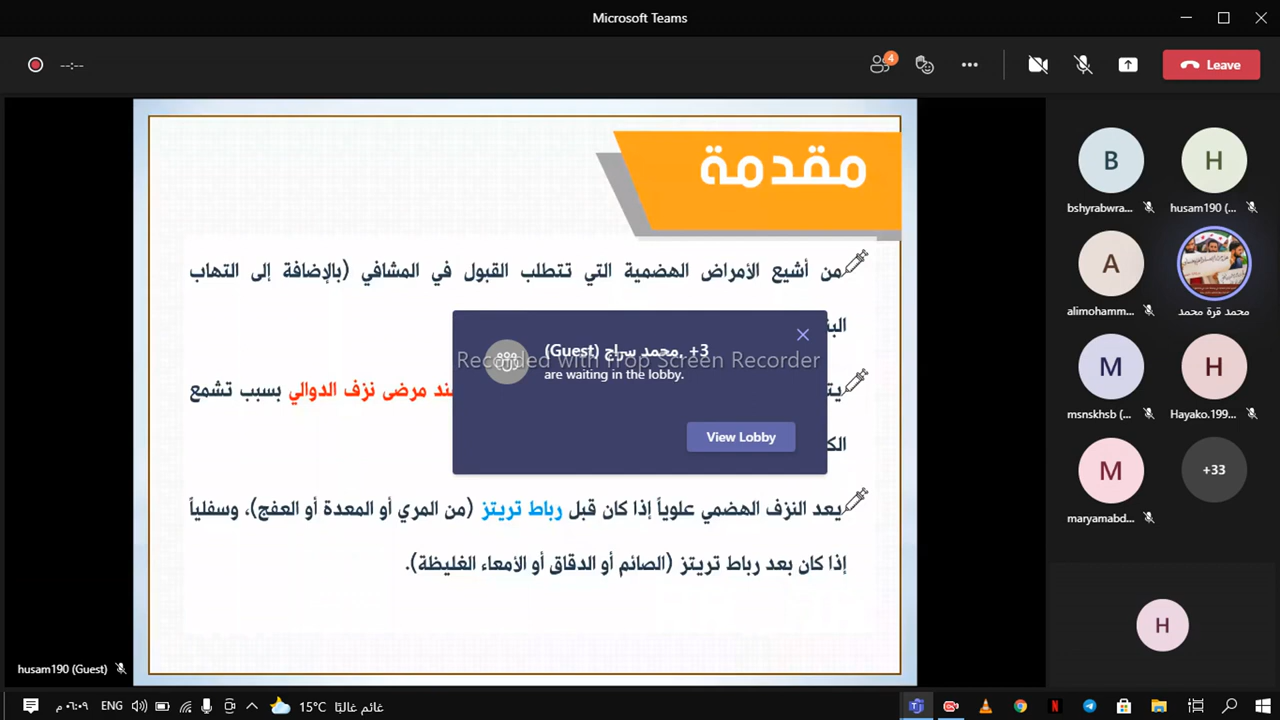 Microsoft Teams
--:--
4
Leave
مقدمة
من أشيع الأمراض الهضمية التي تتطلب القبول في المشافي (بالإضافة إلى التهاب
مرضى نزف الدوالي بسبب تشمع
يعد النزف الهضمي علوياً إذا كان قبل رباط تريتز (من المري أو المعدة أو العفج)، وسفلياً
إذا كان بعد رباط تريتز (الصائم أو الدقاق أو الأمعاء الغليظة).
(Guest) محمد سراج, +3
are waiting in the lobby.
View Lobby
Recorded with iTop Screen Recorder
B
bshyrabwra...
H
husam190 (...
A
alimohamm...
محمد قرة محمد
M
msnskhsb (...
H
Hayako.199...
M
maryamabd...
+33
H
husam190 (Guest)
ENG
٠٦:٠٩ م
15°C
غائم غالبًا